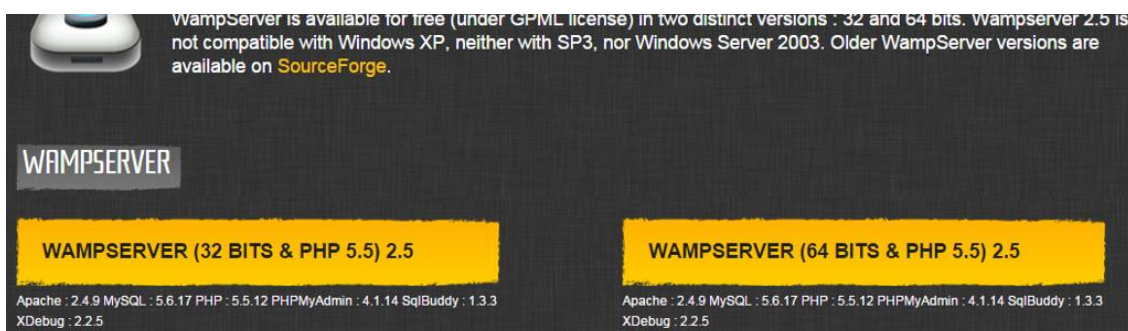 WampServer is available for free (under GPML license) in two distinct versions : 32 and 64 bits. Wampserver 2.5 is
not compatible with Windows XP, neither with SP3, nor Windows Server 2003. Older WampServer versions are
available on SourceForge.
WAMPSERVER
WAMPSERVER (32 BITS & PHP 5.5) 2.5
Apache : 2.4.9 MySQL : 5.6.17 PHP : 5.5.12 PHPMyAdmin : 4.1.14 SqlBuddy : 1.3.3
XDebug : 2.2.5
WAMPSERVER (64 BITS & PHP 5.5) 2.5
Apache : 2.4.9 MySQL : 5.6.17 PHP : 5.5.12 PHPMyAdmin : 4.1.14 SqlBuddy : 1.3.3
XDebug : 2.2.5